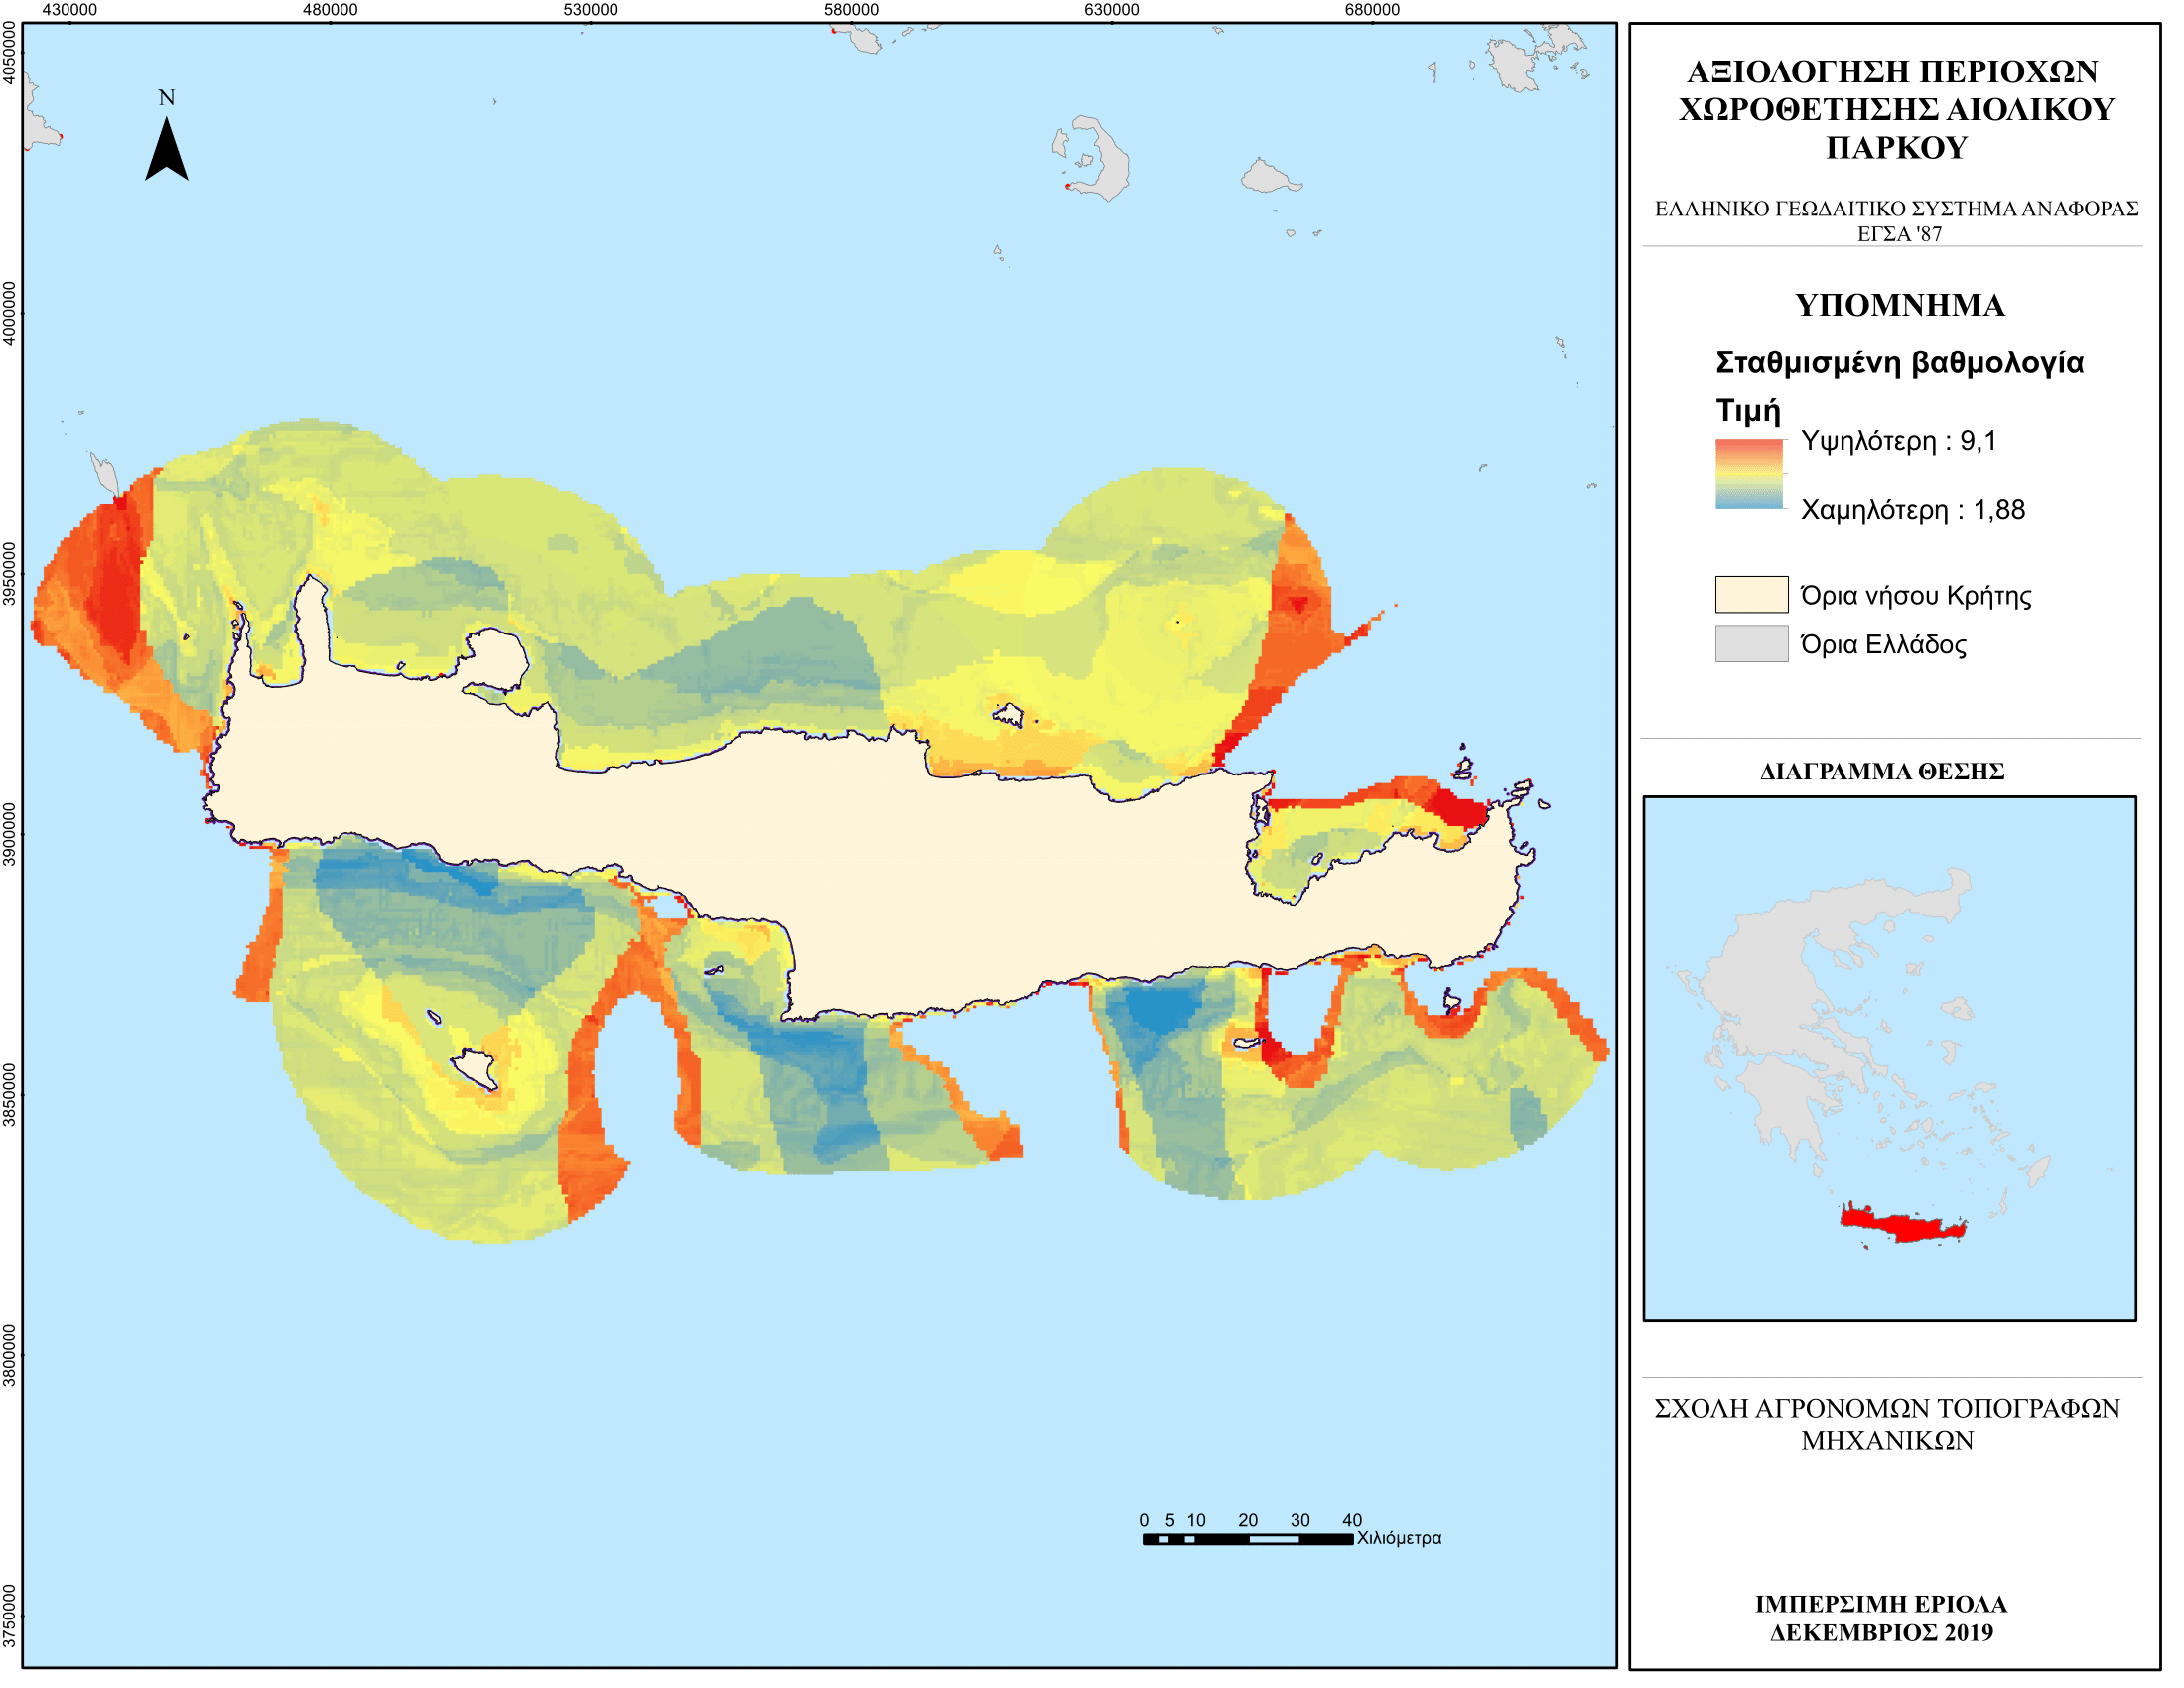 430000 480000 530000 580000 630000 680000
4050000
4000000
3950000
3900000
3850000
3800000
3750000
N
0 5 10 20 30 40
Χιλιόμετρα
ΑΞΙΟΛΟΓΗΣΗ ΠΕΡΙΟΧΩΝ
ΧΩΡΟΘΕΤΗΣΗΣ ΑΙΟΛΙΚΟΥ
ΠΑΡΚΟΥ
ΕΛΛΗΝΙΚΟ ΓΕΩΔΑΙΤΙΚΟ ΣΥΣΤΗΜΑ ΑΝΑΦΟΡΑΣ
ΕΓΣΑ '87
ΥΠΟΜΝΗΜΑ
Σταθμισμένη βαθμολογία
Τιμή
Υψηλότερη : 9,1
Χαμηλότερη : 1,88
Όρια νήσου Κρήτης
Όρια Ελλάδος
ΔΙΑΓΡΑΜΜΑ ΘΕΣΗΣ
ΣΧΟΛΗ ΑΓΡΟΝΟΜΩΝ ΤΟΠΟΓΡΑΦΩΝ
ΜΗΧΑΝΙΚΩΝ
ΙΜΠΕΡΣΙΜΗ ΕΡΙΟΛΑ
ΔΕΚΕΜΒΡΙΟΣ 2019